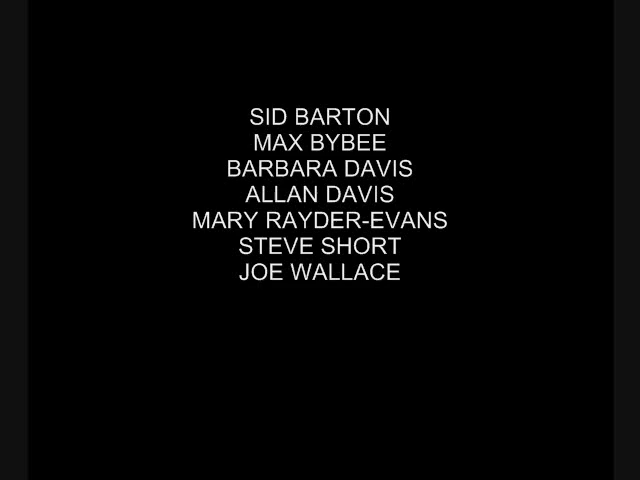 SID BARTON
MAX BYBEE
BARBARA DAVIS
ALLAN DAVIS
MARY RAYDER-EVANS
STEVE SHORT
JOE WALLACE